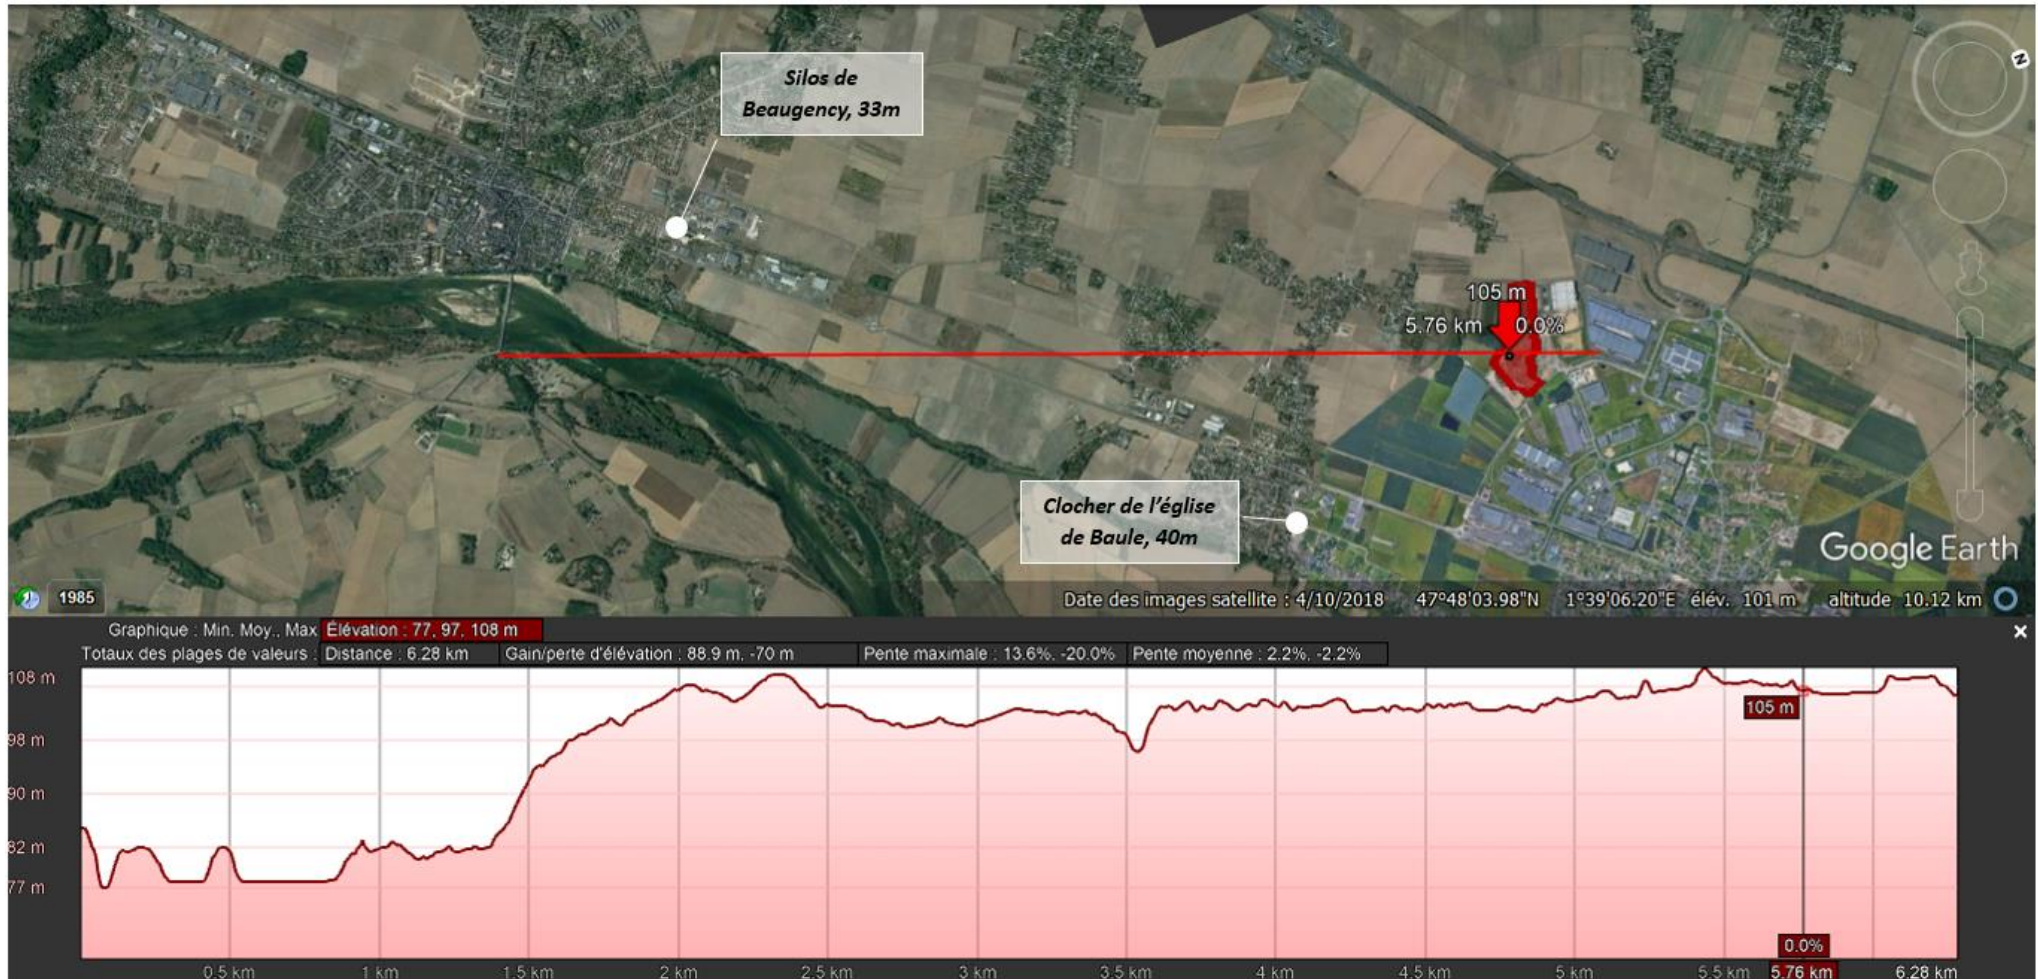 Silos de
Beaugency, 33m
N
105 m
5.76 km 0.0%
Clocher de l'église
de Baule, 40m
Google Earth
1985
Date des images satellite : 4/10/2018 47°48'03.98"N 1°39'06.20"E élév. 101 m altitude 10.12 km
Graphique : Min. Moy., Max Élévation : 77, 97, 108 m
Totaux des plages de valeurs : Distance : 6.28 km Gain/perte d'élévation : 88.9 m, -70 m Pente maximale : 13.6%, -20.0% Pente moyenne : 2.2%, -2.2%
108 m
105 m
98 m
90 m
82 m
77 m
0.0%
0.5 km 1 km 1.5 km 2 km 2.5 km 3 km 3.5 km 4 km 4.5 km 5 km 5.5 km 5.76 km 6.28 km